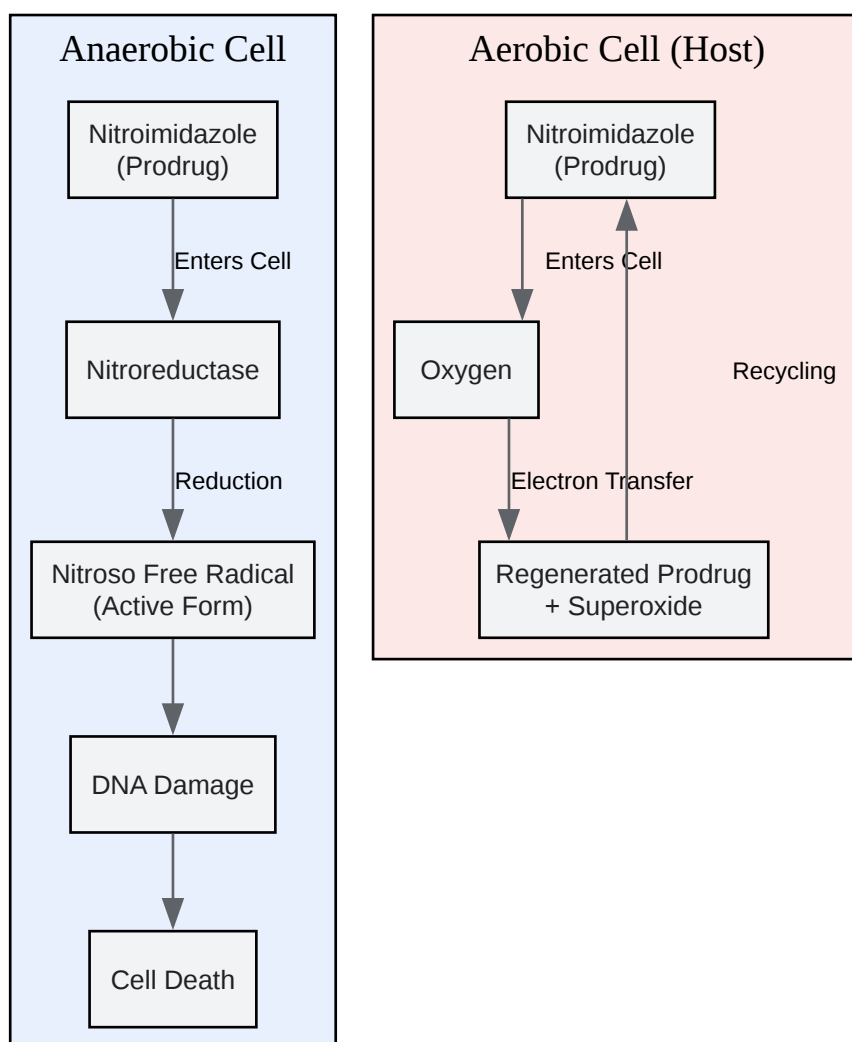 Anaerobic Cell
Nitroimidazole
(Prodrug)
Enters Cell
Nitroreductase
Reduction
Nitroso Free Radical
(Active Form)
DNA Damage
Cell Death
Aerobic Cell (Host)
Nitroimidazole
(Prodrug)
Enters Cell
Oxygen
Recycling
Electron Transfer
Regenerated Prodrug
+ Superoxide